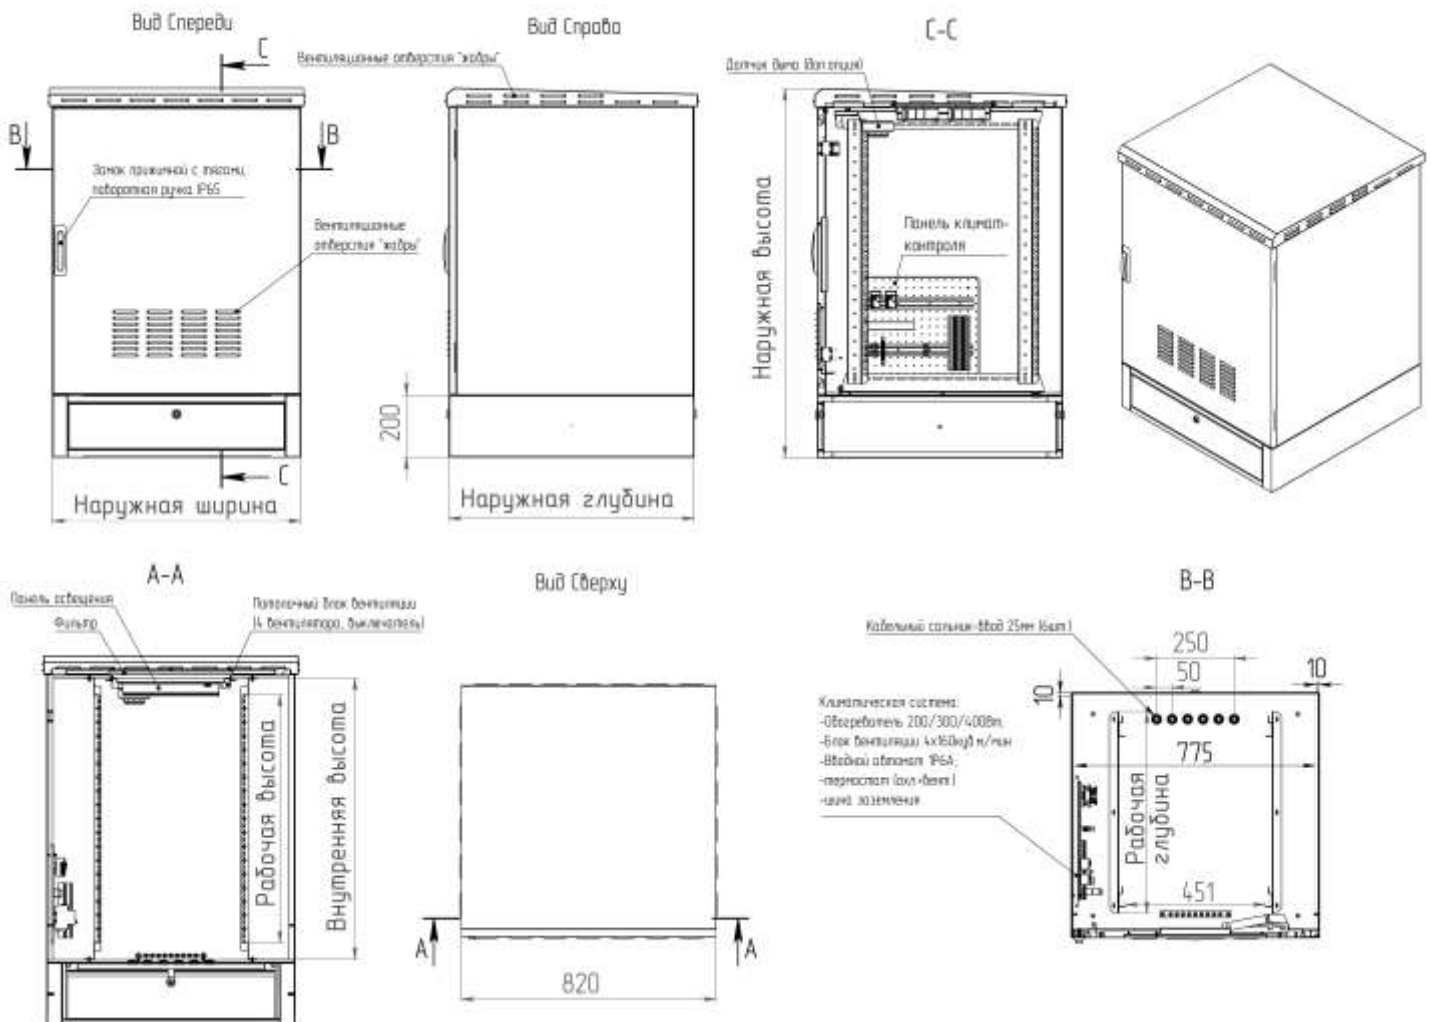 Вид Спереди
С
В
В
Замок прижимной с тягами,
поворотная ручка IP65
Вентиляционные
отверстия "жабры"
С
Наружная ширина
Вид Справа
Вентиляционные отверстия "жабры"
200
Наружная глубина
С-С
Датчик дыма (доп.опция)
Наружная высота
Панель климат-
контроля
А-А
Панель освещения
Фильтр
Потолочный блок вентиляции
(4 вентилятора, выключатель)
Рабочая высота
Внутренняя высота
Вид Сверху
А
А
820
В-В
Кабельный сальник-ввод 25мм (6шт.)
250
50
10
10
Климатическая система:
-Обогреватель 200/300/400Вт,
-Блок вентиляции 4х160куб м/мин
-Вводной автомат 1Р6А;
-термостат (охл.+вент.)
-шина заземления
775
Рабочая
глубина
451